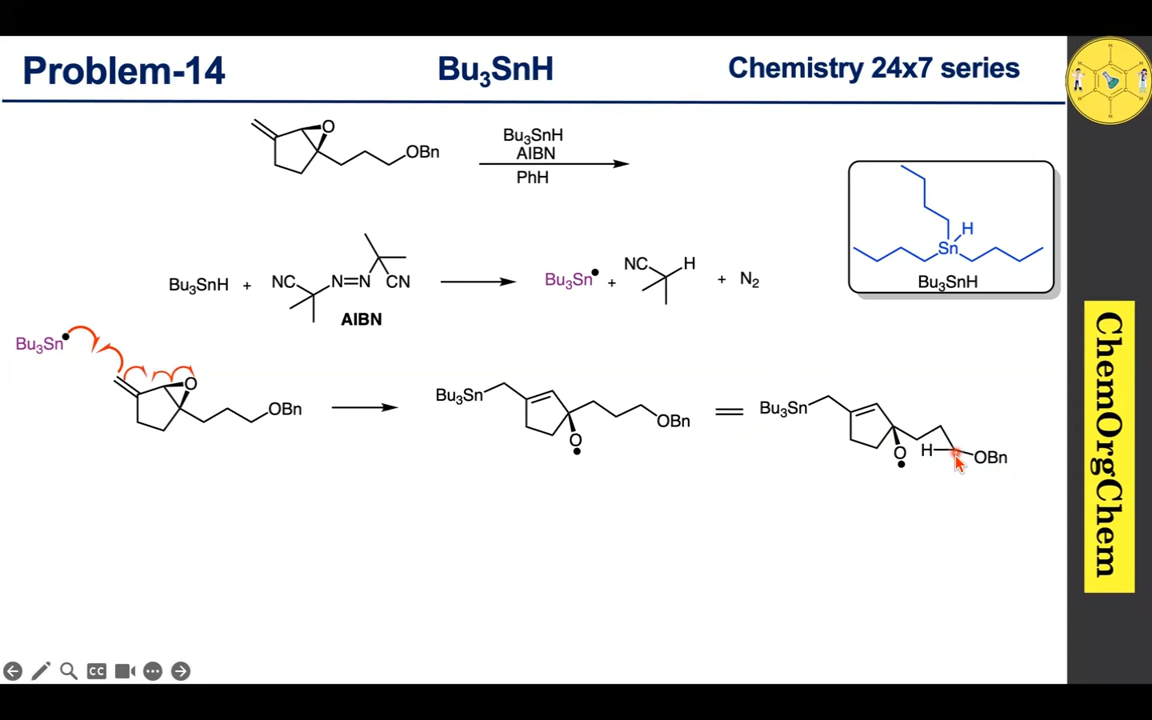 Problem-14
Bu₃SnH
Chemistry 24x7 series
O
OBn
Bu₃SnH
AIBN
PhH
H
Sn
Bu₃SnH
Bu₃SnH + NC N=N CN
AIBN
Bu₃Sn• + NC H + N₂
Bu₃Sn•
O
OBn
Bu₃Sn
OBn
O
•
=
Bu₃Sn
H
OBn
O
•
ChemOrgChem
CC